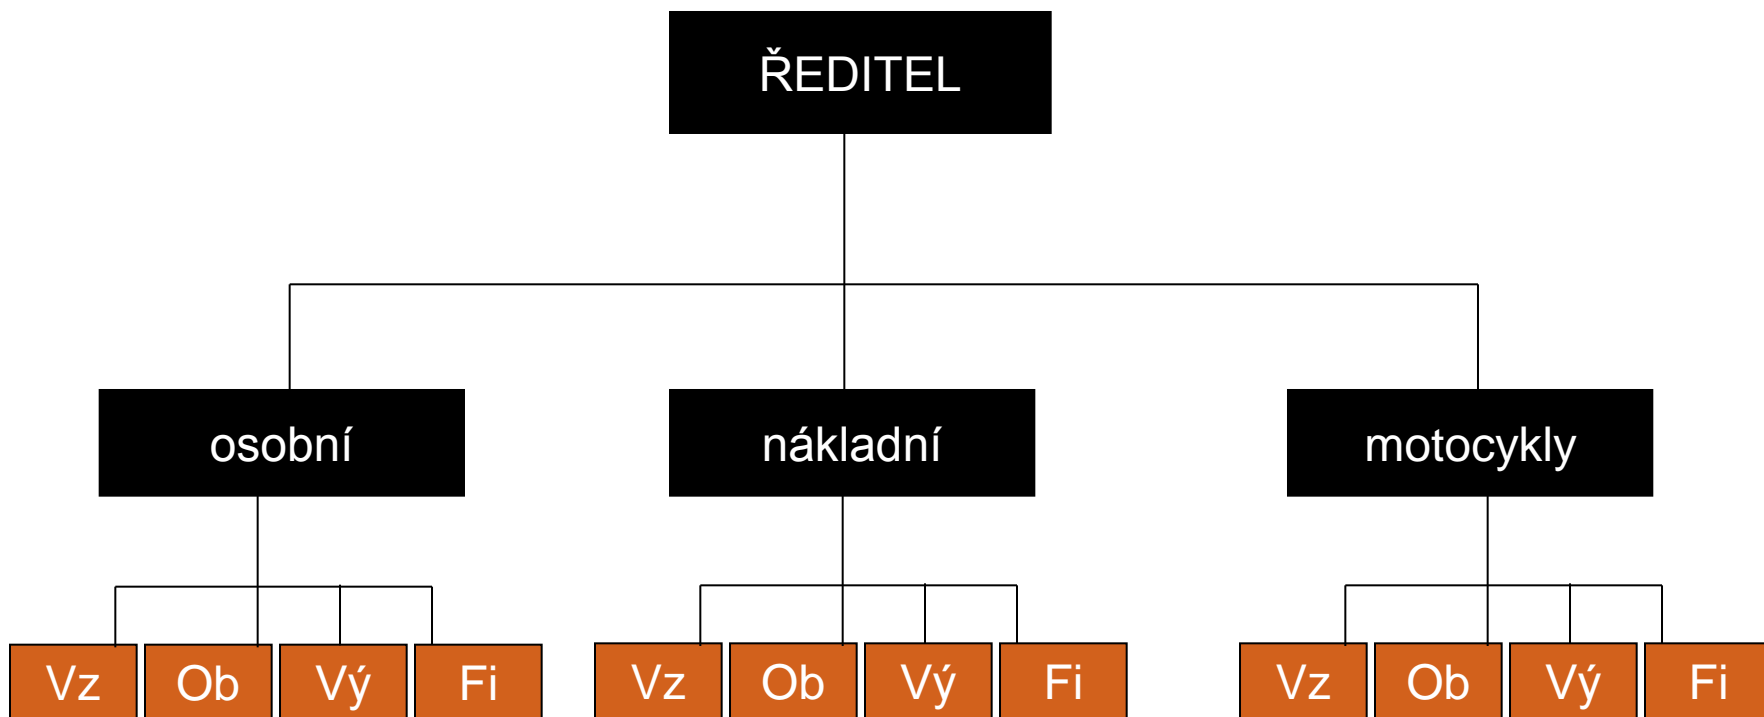 ŘEDITEL
osobní
nákladní
motocykly
Vz
Ob
Vý
Fi
Vz
Ob
Vý
Fi
Vz
Ob
Vý
Fi